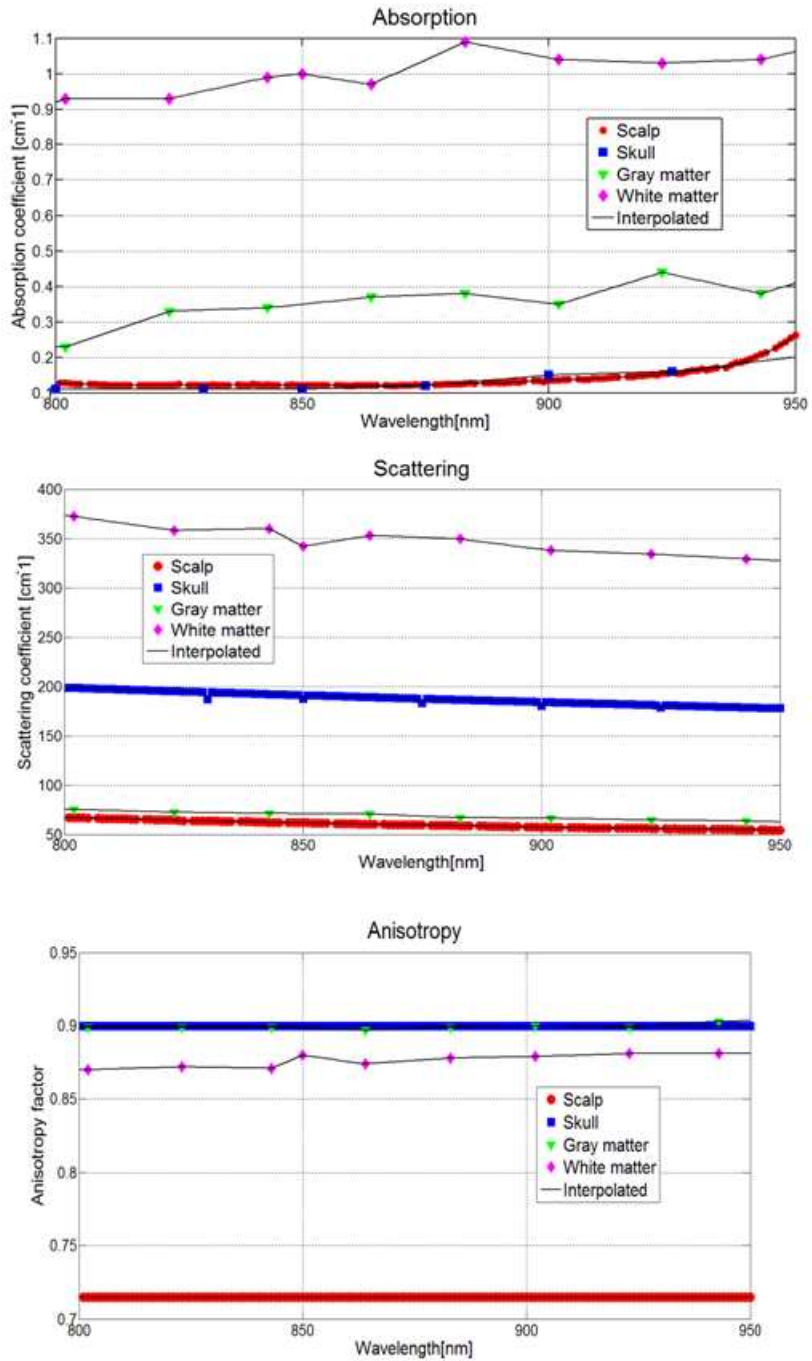 Absorption
Absorption coefficient [cm-1]
1.1
1
0.9
0.8
0.7
0.6
0.5
0.4
0.3
0.2
0.1
0
Scalp
Skull
Gray matter
White matter
Interpolated
800
850
900
950
Wavelength[nm]
Scattering
Scattering coefficient [cm-1]
400
350
300
250
200
150
100
50
Scalp
Skull
Gray matter
White matter
Interpolated
800
850
900
950
Wavelength[nm]
Anisotropy
Anisotropy factor
0.95
0.9
0.85
0.8
0.75
0.7
Scalp
Skull
Gray matter
White matter
Interpolated
800
850
900
950
Wavelength[nm]